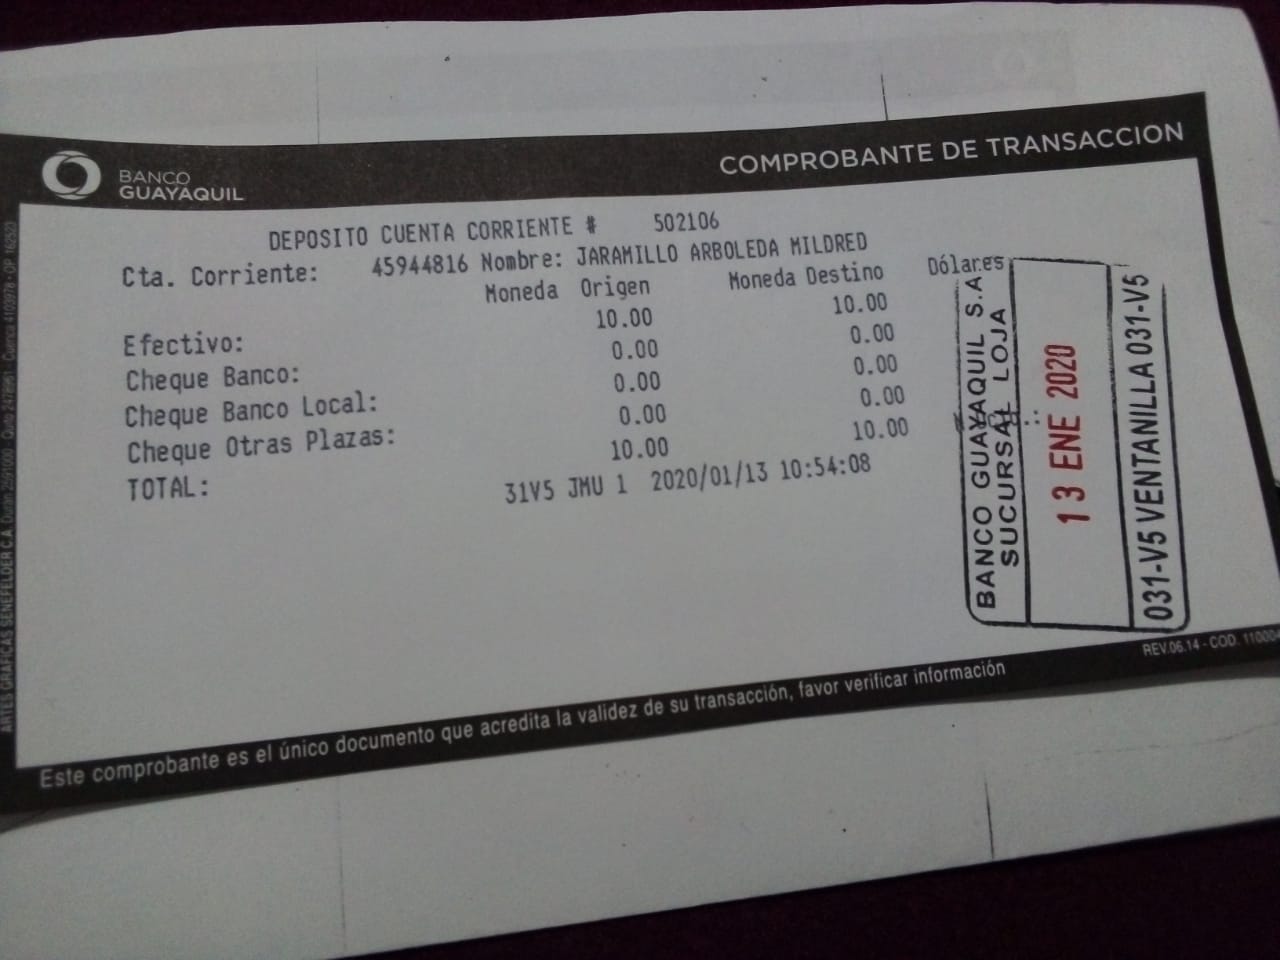 BANCO
GUAYAQUIL
COMPROBANTE DE TRANSACCION
DEPOSITO CUENTA CORRIENTE # 502106
Cta. Corriente: 45944816 Nombre: JARAMILLO ARBOLEDA MILDRED
Moneda Origen Moneda Destino Dólares
Efectivo: 10.00 10.00
Cheque Banco: 0.00 0.00
Cheque Banco Local: 0.00 0.00
Cheque Otras Plazas: 0.00 0.00
TOTAL: 10.00 10.00
31V5 JMU 1 2020/01/13 10:54:08
BANCO GUAYAQUIL S.A
SUCURSAL LOJA
13 ENE 2020
031-V5 VENTANILLA 031-V5
REV.06.14 - COD.
Este comprobante es el único documento que acredita la validez de su transacción, favor verificar información
ARTES GRAFICAS SENEFELDER C.A.